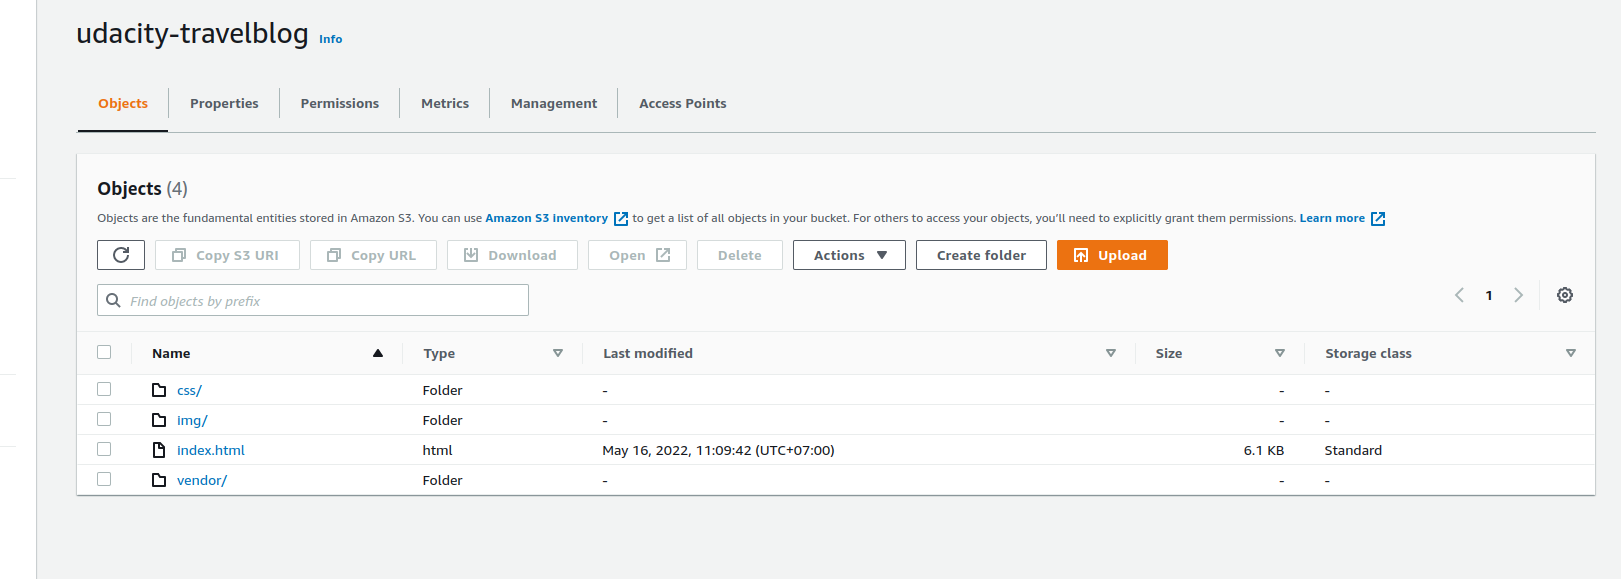 udacity-travelblog Info
Objects Properties Permissions Metrics Management Access Points
Objects (4)
Objects are the fundamental entities stored in Amazon S3. You can use Amazon S3 inventory to get a list of all objects in your bucket. For others to access your objects, you'll need to explicitly grant them permissions. Learn more
Copy S3 URI Copy URL Download Open Delete Actions Create folder Upload
Find objects by prefix 1
Name Type Last modified Size Storage class
css/ Folder - - -
img/ Folder - - -
index.html html May 16, 2022, 11:09:42 (UTC+07:00) 6.1 KB Standard
vendor/ Folder - - -